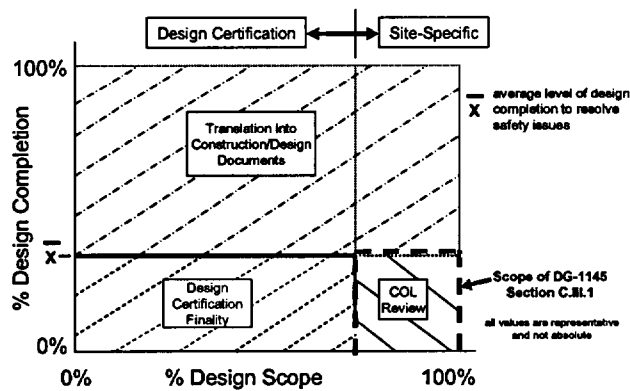 Design Certification
Site-Specific
100%
average level of design
X
completion to resolve
safety issues
Translation Into
Construction/Design
Documents
% Design Completion
X
Design
Certification
Finality
COL
Review
Scope of DG-1145
Section C.III.1
all values are representative
and not absolute
0%
0%
% Design Scope
100%